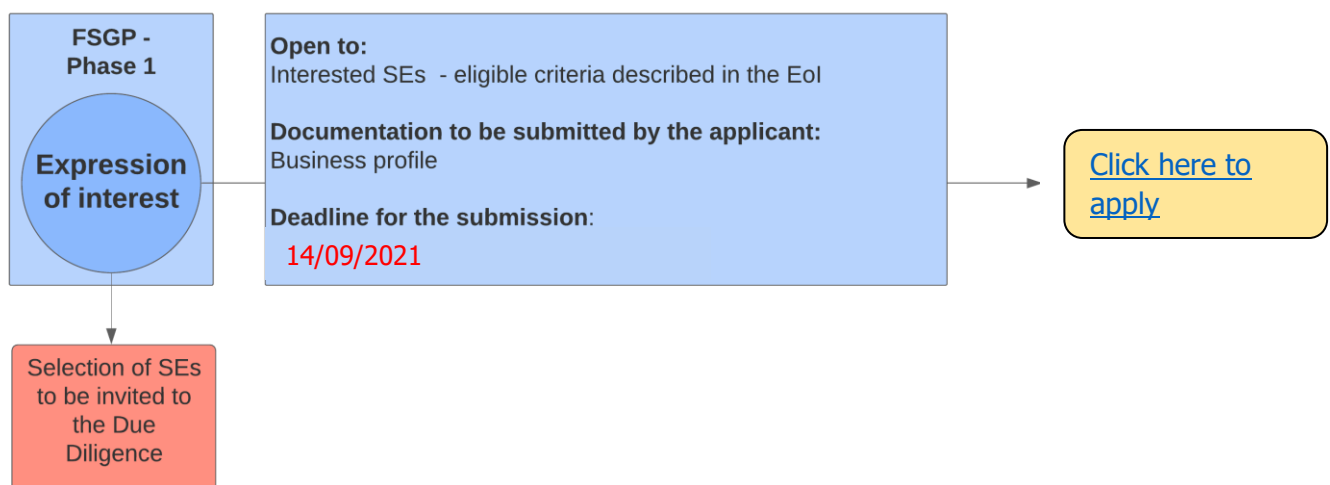 FSGP -
Phase 1
Expression
of interest
Open to:
Interested SEs - eligible criteria described in the EoI
Documentation to be submitted by the applicant:
Business profile
Deadline for the submission:
14/09/2021
Click here to
apply
Selection of SEs
to be invited to
the Due
Diligence